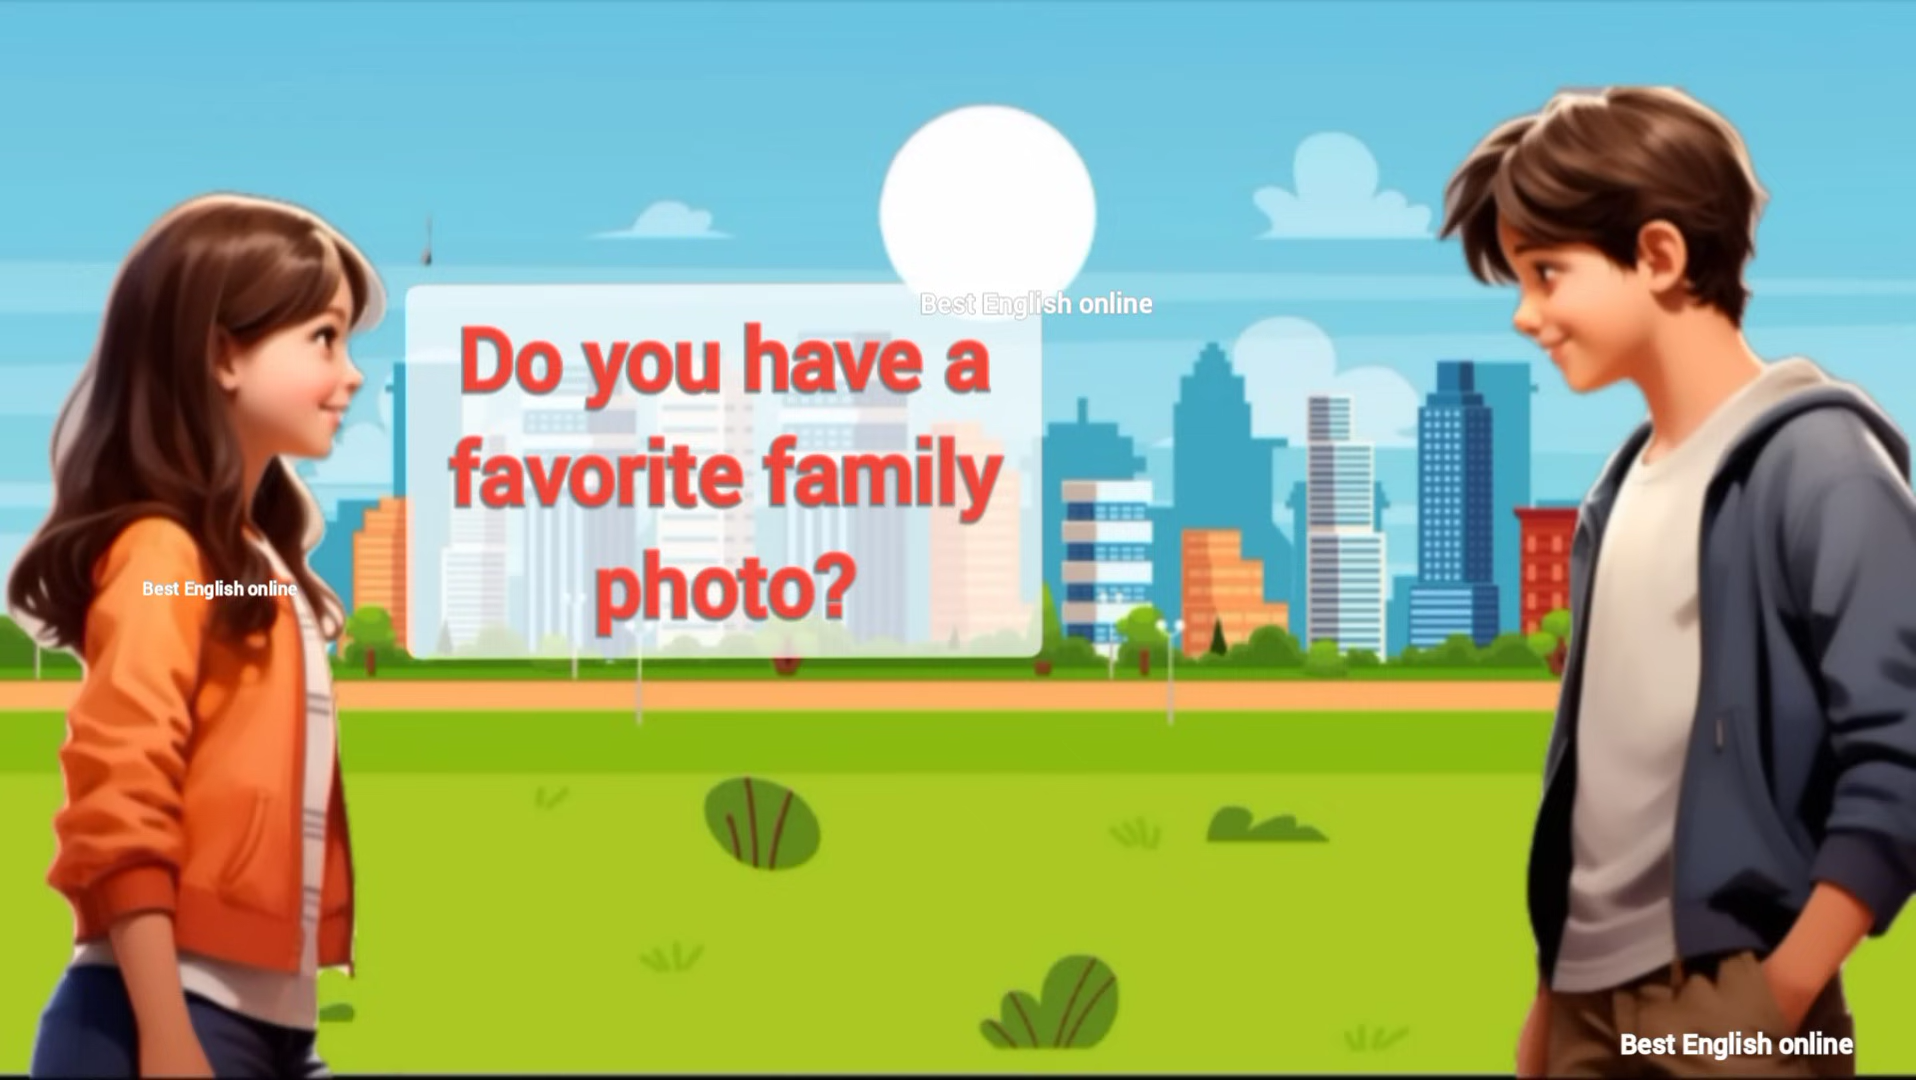 Best English online
Do you have a
favorite family
photo?
Best English online
Best English online